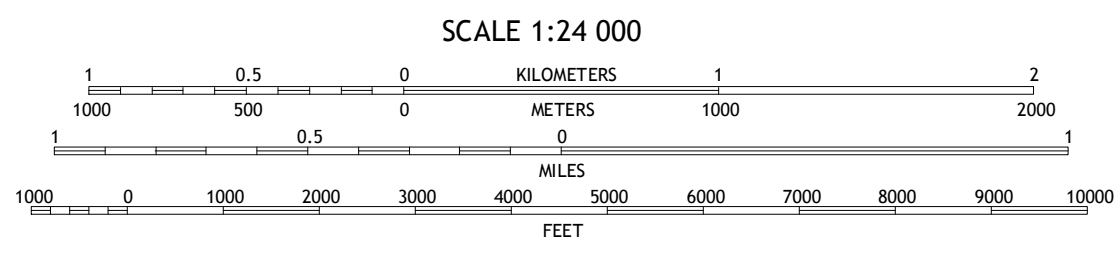 SCALE 1:24 000
1 0.5 0 KILOMETERS 1 2
1000 500 0 METERS 1000 2000
1 0.5 0 1
MILES
1000 0 1000 2000 3000 4000 5000 6000 7000 8000 9000 10000
FEET